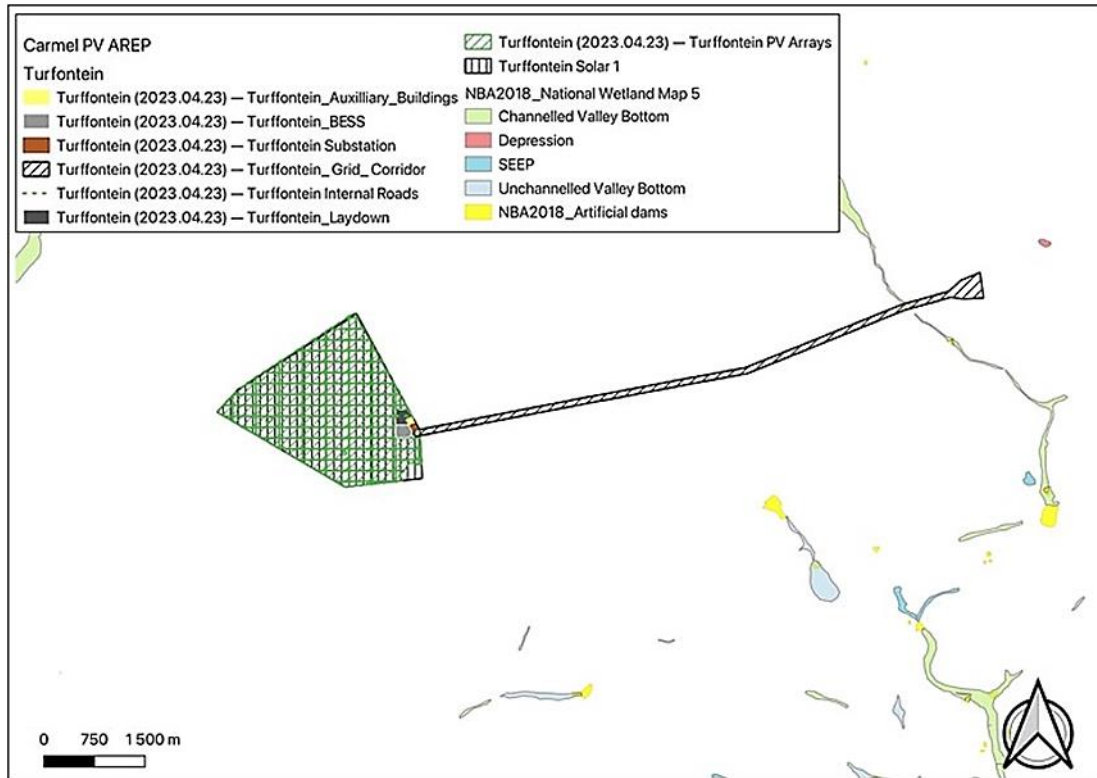 Carmel PV AREP
Turfontein
Turffontein (2023.04.23) — Turffontein_Auxilliary_Buildings
Turffontein (2023.04.23) — Turffontein_BESS
Turffontein (2023.04.23) — Turffontein Substation
Turffontein (2023.04.23) — Turffontein_ Grid_ Corridor
Turffontein (2023.04.23) — Turffontein Internal Roads
Turffontein (2023.04.23) — Turffontein_Laydown
Turffontein (2023.04.23) — Turffontein PV Arrays
Turffontein Solar 1
NBA2018_National Wetland Map 5
Channelled Valley Bottom
Depression
SEEP
Unchannelled Valley Bottom
NBA2018_Artificial dams
0 750 1 500 m